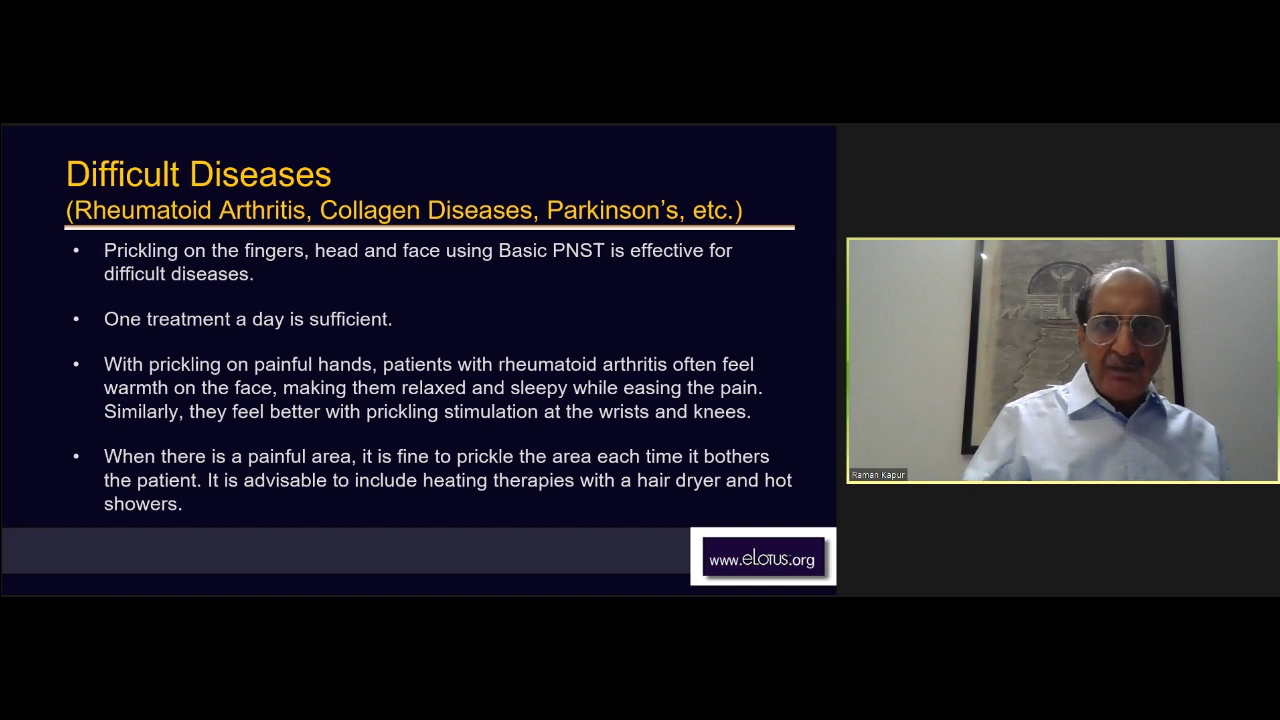 Difficult Diseases
(Rheumatoid Arthritis, Collagen Diseases, Parkinson's, etc.)
• Prickling on the fingers, head and face using Basic PNST is effective for
difficult diseases.
• One treatment a day is sufficient.
• With prickling on painful hands, patients with rheumatoid arthritis often feel
warmth on the face, making them relaxed and sleepy while easing the pain.
Similarly, they feel better with prickling stimulation at the wrists and knees.
• When there is a painful area, it is fine to prickle the area each time it bothers
the patient. It is advisable to include heating therapies with a hair dryer and hot
showers.
www.eLotus.org
Raman Kapur